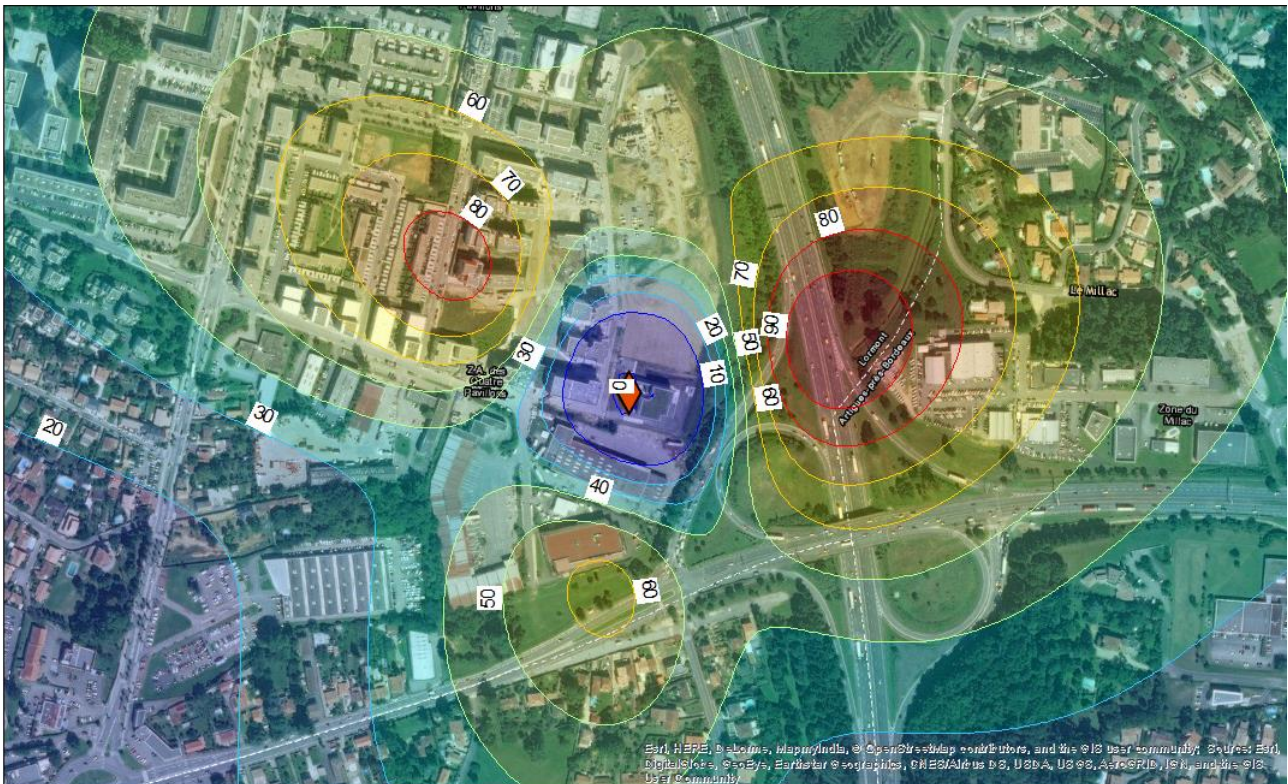 Pavillons
60
70
80
80
70
Le Millac
90
50
20
30
10
0
Lormont
Artigues-près-Bordeaux
Z.A. des
Quatre
Pavillons
60
Zone du
Millac
30
20
40
50
60
Esri, HERE, DeLorme, MapmyIndia, © OpenStreetMap contributors, and the GIS user community; Source: Esri,
DigitalGlobe, GeoEye, Earthstar Geographics, CNES/Airbus DS, USDA, USGS, AeroGRID, IGN, and the GIS
User Community